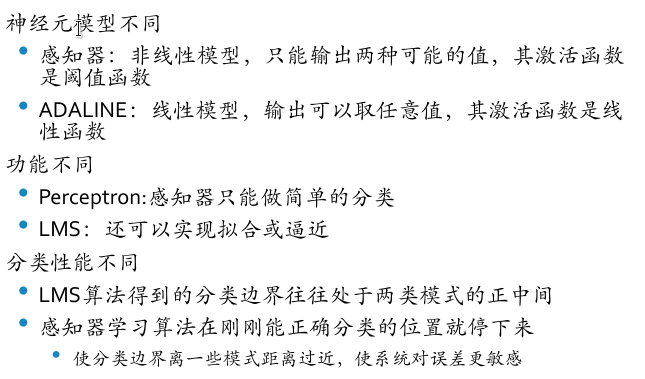 神经元模型不同
感知器：非线性模型，只能输出两种可能的值，其激活函数
是阈值函数
ADALINE：线性模型，输出可以取任意值，其激活函数是线
性函数
功能不同
Perceptron:感知器只能做简单的分类
LMS：还可以实现拟合或逼近
分类性能不同
LMS算法得到的分类边界往往处于两类模式的正中间
感知器学习算法在刚刚能正确分类的位置就停下来
使分类边界离一些模式距离过近，使系统对误差更敏感